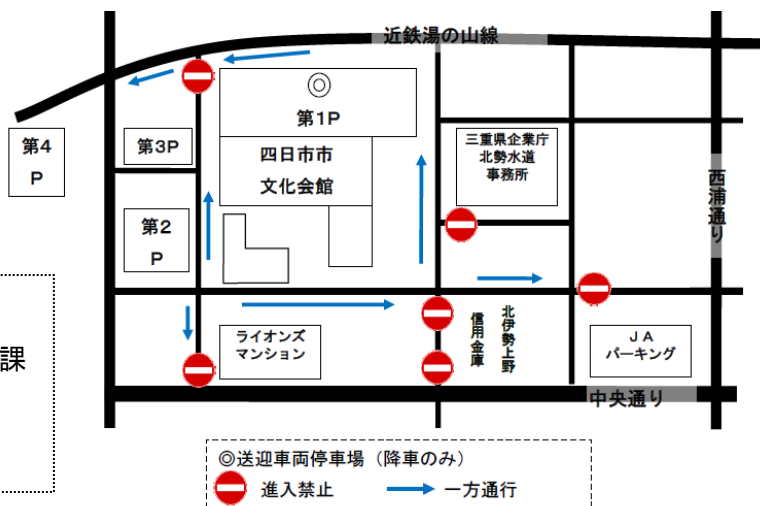 近鉄湯の山線
◎
第1P
第4
P
第3P
四日市市
文化会館
三重県企業庁
北勢水道
事務所
西浦通り
第2
P
課
ライオンズ
マンション
北伊勢上野
信用金庫
JA
パーキング
中央通り
◎送迎車両停車場（降車のみ）
進入禁止 一方通行